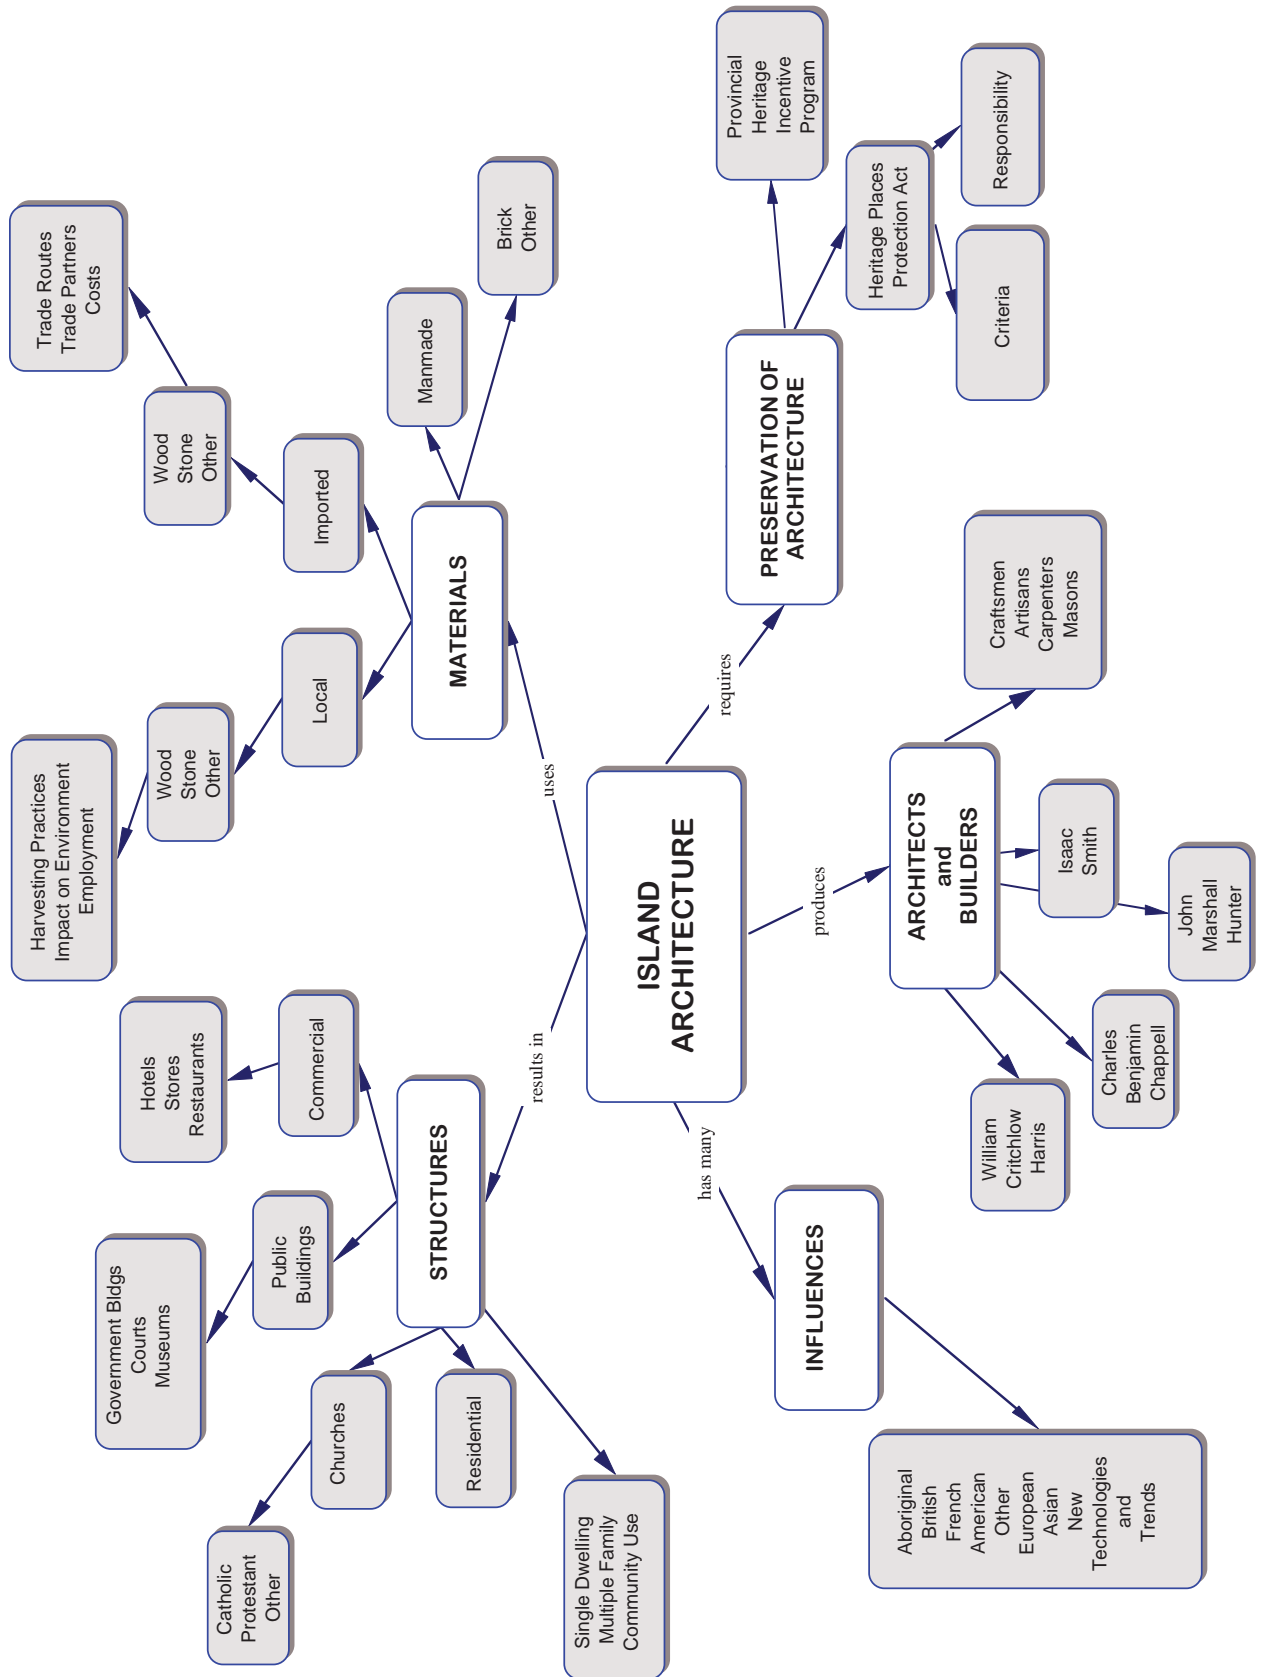 Catholic
Protestant
Other
Government Bldgs
Courts
Museums
Hotels
Stores
Restaurants
Harvesting Practices
Impact on Environment
Employment
Trade Routes
Trade Partners
Costs
Churches
Public
Buildings
Commercial
Wood
Stone
Other
Wood
Stone
Other
Local
Imported
Residential
STRUCTURES
MATERIALS
Manmade
Brick
Other
Single Dwelling
Multiple Family
Community Use
results in
uses
ISLAND
ARCHITECTURE
has many
produces
requires
INFLUENCES
Aboriginal
British
French
American
Other
European
Asian
New
Technologies
and
Trends
ARCHITECTS
and
BUILDERS
William
Critchlow
Harris
Charles
Benjamin
Chappell
John
Marshall
Hunter
Isaac
Smith
Craftsmen
Artisans
Carpenters
Masons
PRESERVATION OF
ARCHITECTURE
Provincial
Heritage
Incentive
Program
Heritage Places
Protection Act
Criteria
Responsibility